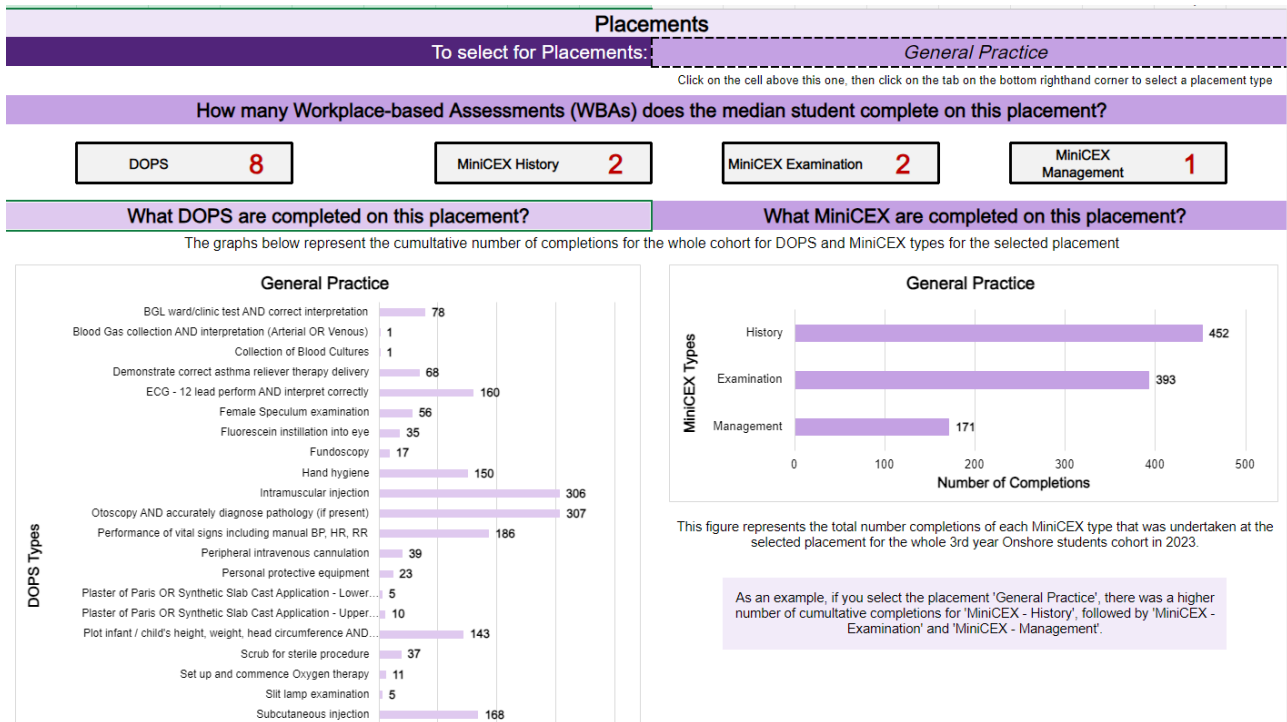 Placements
To select for Placements: General Practice
Click on the cell above this one, then click on the tab on the bottom righthand corner to select a placement type
How many Workplace-based Assessments (WBAs) does the median student complete on this placement?
DOPS 8
MiniCEX History 2
MiniCEX Examination 2
MiniCEX
Management 1
What DOPS are completed on this placement?
What MiniCEX are completed on this placement?
The graphs below represent the cumultative number of completions for the whole cohort for DOPS and MiniCEX types for the selected placement
General Practice
DOPS Types
BGL ward/clinic test AND correct interpretation 78
Blood Gas collection AND interpretation (Arterial OR Venous) 1
Collection of Blood Cultures 1
Demonstrate correct asthma reliever therapy delivery 68
ECG - 12 lead perform AND interpret correctly 160
Female Speculum examination 56
Fluorescein instillation into eye 35
Fundoscopy 17
Hand hygiene 150
Intramuscular injection 306
Otoscopy AND accurately diagnose pathology (if present) 307
Performance of vital signs including manual BP, HR, RR 186
Peripheral intravenous cannulation 39
Personal protective equipment 23
Plaster of Paris OR Synthetic Slab Cast Application - Lower... 5
Plaster of Paris OR Synthetic Slab Cast Application - Upper... 10
Plot infant / child's height, weight, head circumference AND... 143
Scrub for sterile procedure 37
Set up and commence Oxygen therapy 11
Slit lamp examination 5
Subcutaneous injection 168
General Practice
MiniCEX Types
History 452
Examination 393
Management 171
0 100 200 300 400 500
Number of Completions
This figure represents the total number completions of each MiniCEX type that was undertaken at the
selected placement for the whole 3rd year Onshore students cohort in 2023.
As an example, if you select the placement 'General Practice', there was a higher
number of cumultative completions for 'MiniCEX - History', followed by 'MiniCEX -
Examination' and 'MiniCEX - Management'.